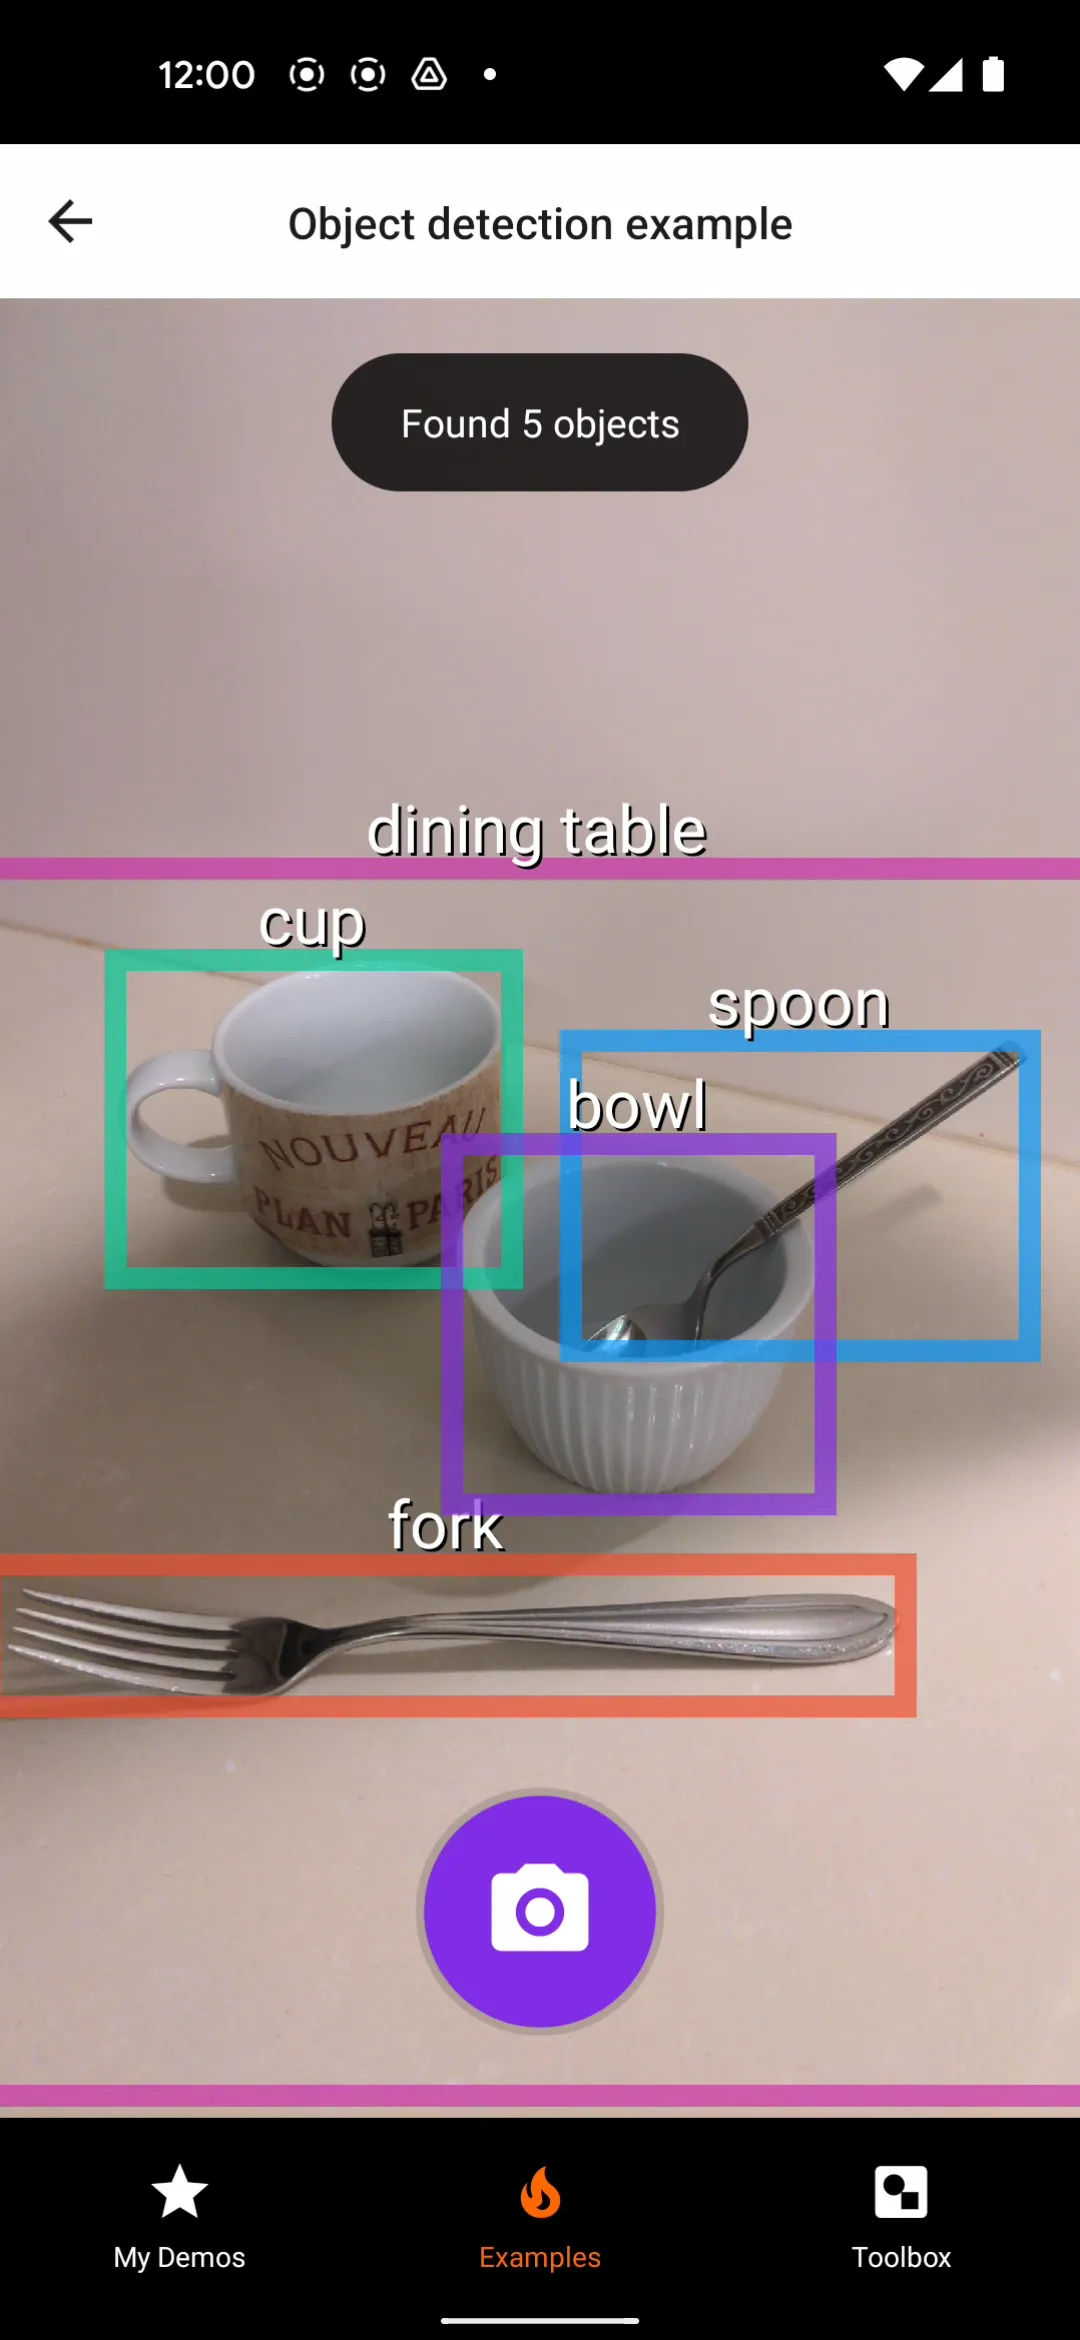 12:00
Object detection example
Found 5 objects
dining table
cup
spoon
bowl
NOUVEAU
PLAN PARIS
fork
My Demos
Examples
Toolbox